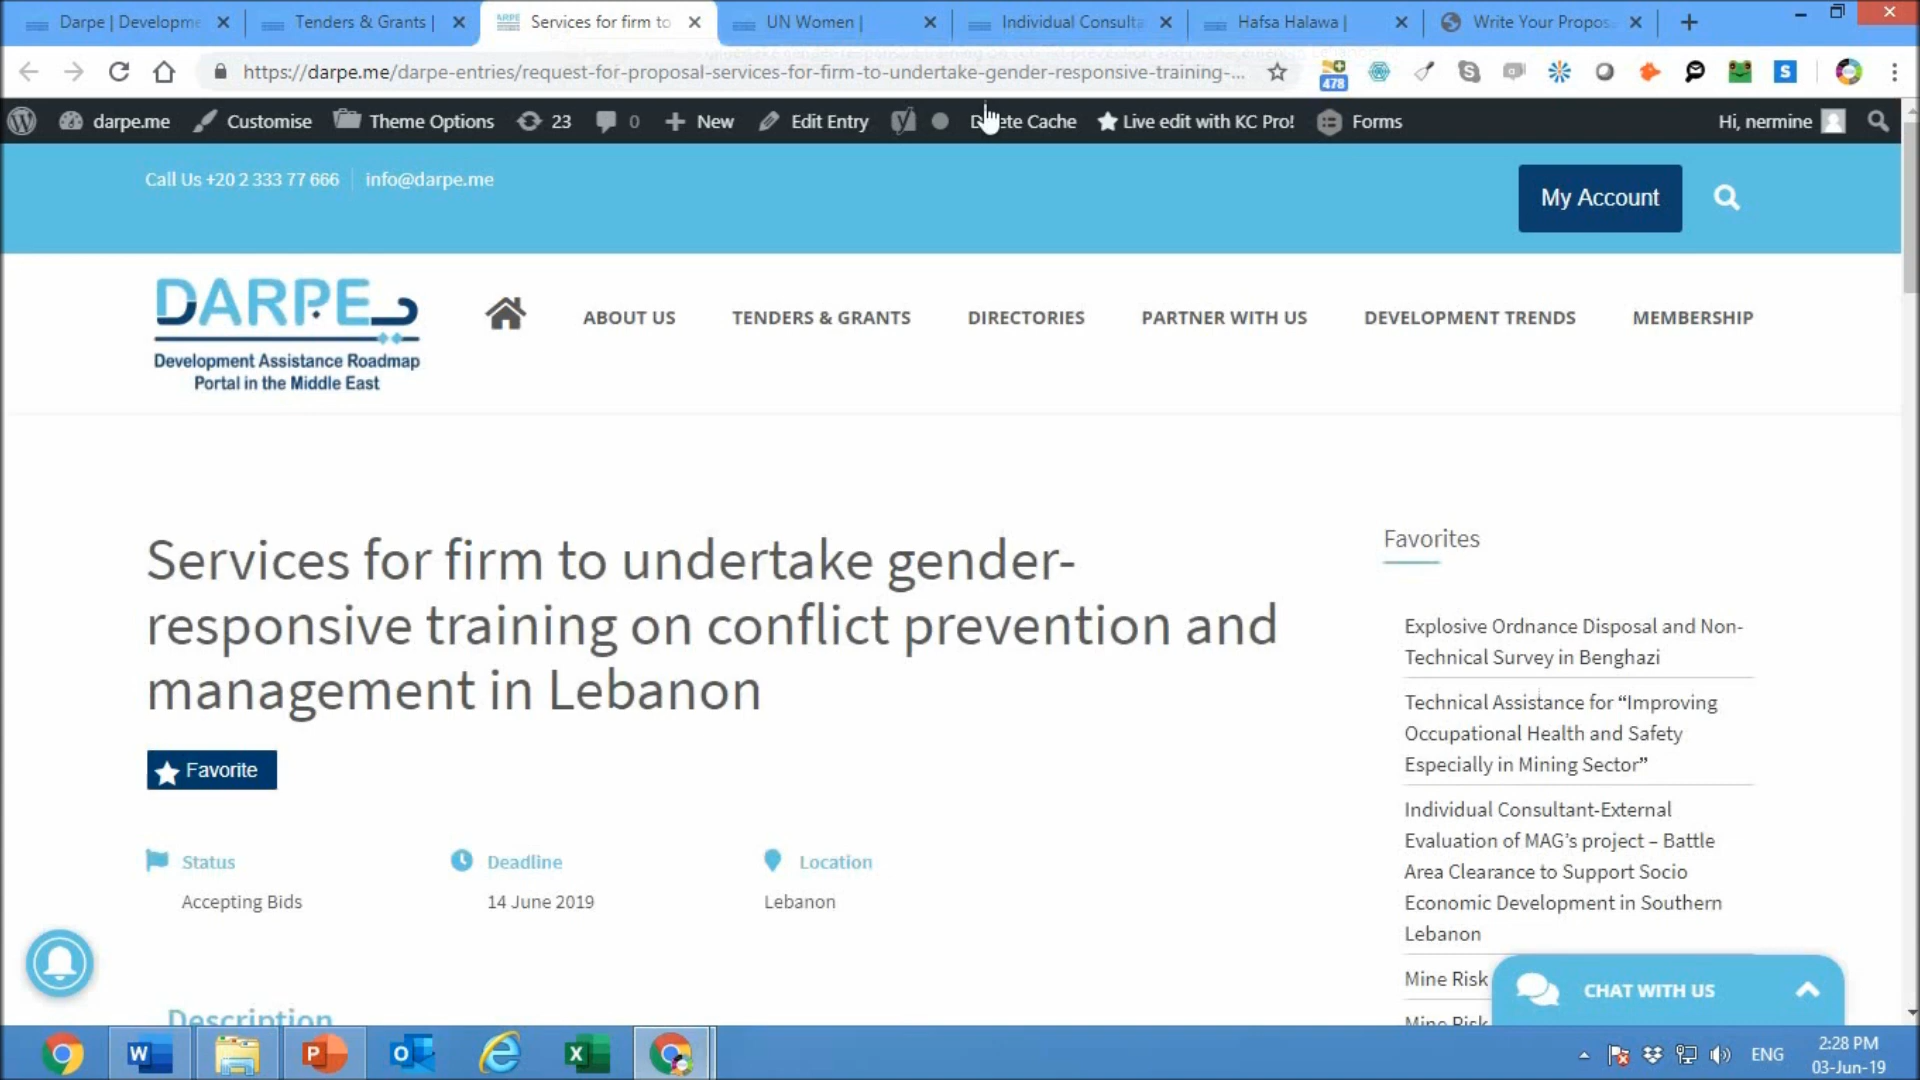 Darpe | Developme
Tenders & Grants |
Services for firm to
UN Women |
Individual Consulta
Hafsa Halawa |
Write Your Propos
https://darpe.me/darpe-entries/request-for-proposal-services-for-firm-to-undertake-gender-responsive-training-...
478
darpe.me
Customise
Theme Options
23
0
New
Edit Entry
Cache
Live edit with KC Pro!
Forms
Hi, nermine
Call Us +20 2 333 77 666
info@darpe.me
My Account
DARPE
Development Assistance Roadmap
Portal in the Middle East
ABOUT US
TENDERS & GRANTS
DIRECTORIES
PARTNER WITH US
DEVELOPMENT TRENDS
MEMBERSHIP
Services for firm to undertake gender-
responsive training on conflict prevention and
management in Lebanon
Favorite
Status
Accepting Bids
Deadline
14 June 2019
Location
Lebanon
Description
Favorites
Explosive Ordnance Disposal and Non-
Technical Survey in Benghazi
Technical Assistance for “Improving
Occupational Health and Safety
Especially in Mining Sector”
Individual Consultant-External
Evaluation of MAG’s project – Battle
Area Clearance to Support Socio
Economic Development in Southern
Lebanon
Mine Risk
Mine Risk
CHAT WITH US
ENG
2:28 PM
03-Jun-19